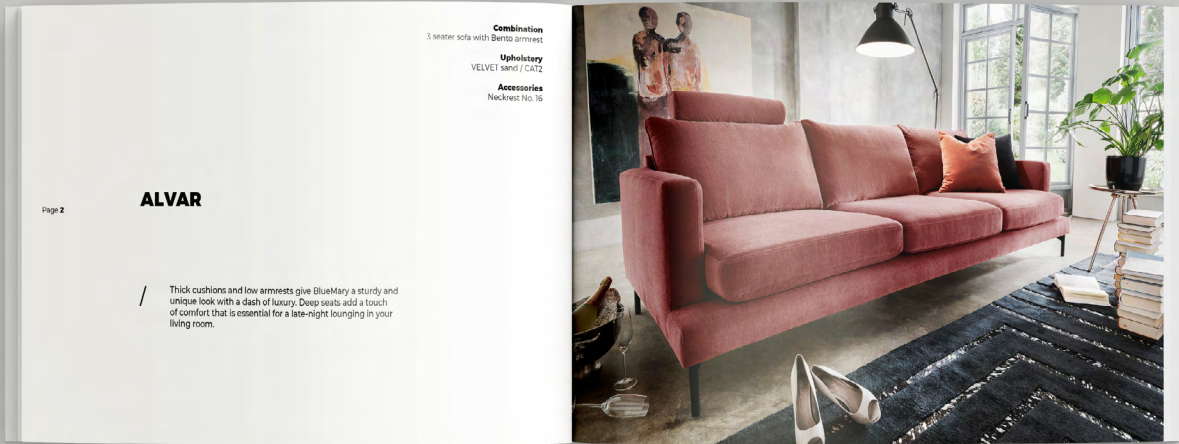 Combination
3 seater sofa with Bento armrest
Upholstery
VELVET sand / CAT2
Accessories
Neckrest No. 16
ALVAR
Page 2
/
Thick cushions and low armrests give BlueMary a sturdy and
unique look with a dash of luxury. Deep seats add a touch
of comfort that is essential for a late-night lounging in your
living room.